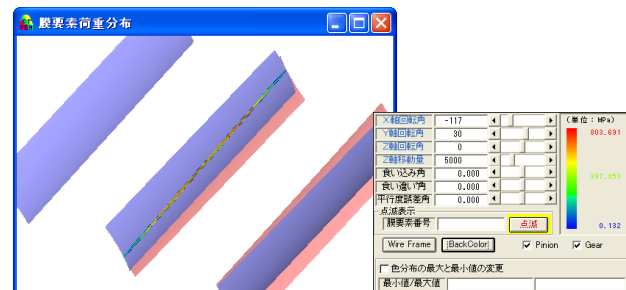 膜要素荷重分布
X軸回転角 -117
Y軸回転角 30
Z軸回転角 0
Z軸移動量 5000
食い込み角 0.000
食い違い角 0.000
平行度誤差角 0.000
点滅表示
膜要素番号 点滅
(単位:MPa)
803.691
0.132
Wire Frame BackColor Pinion Gear
色分布の最大と最小値の変更
最小値/最大値